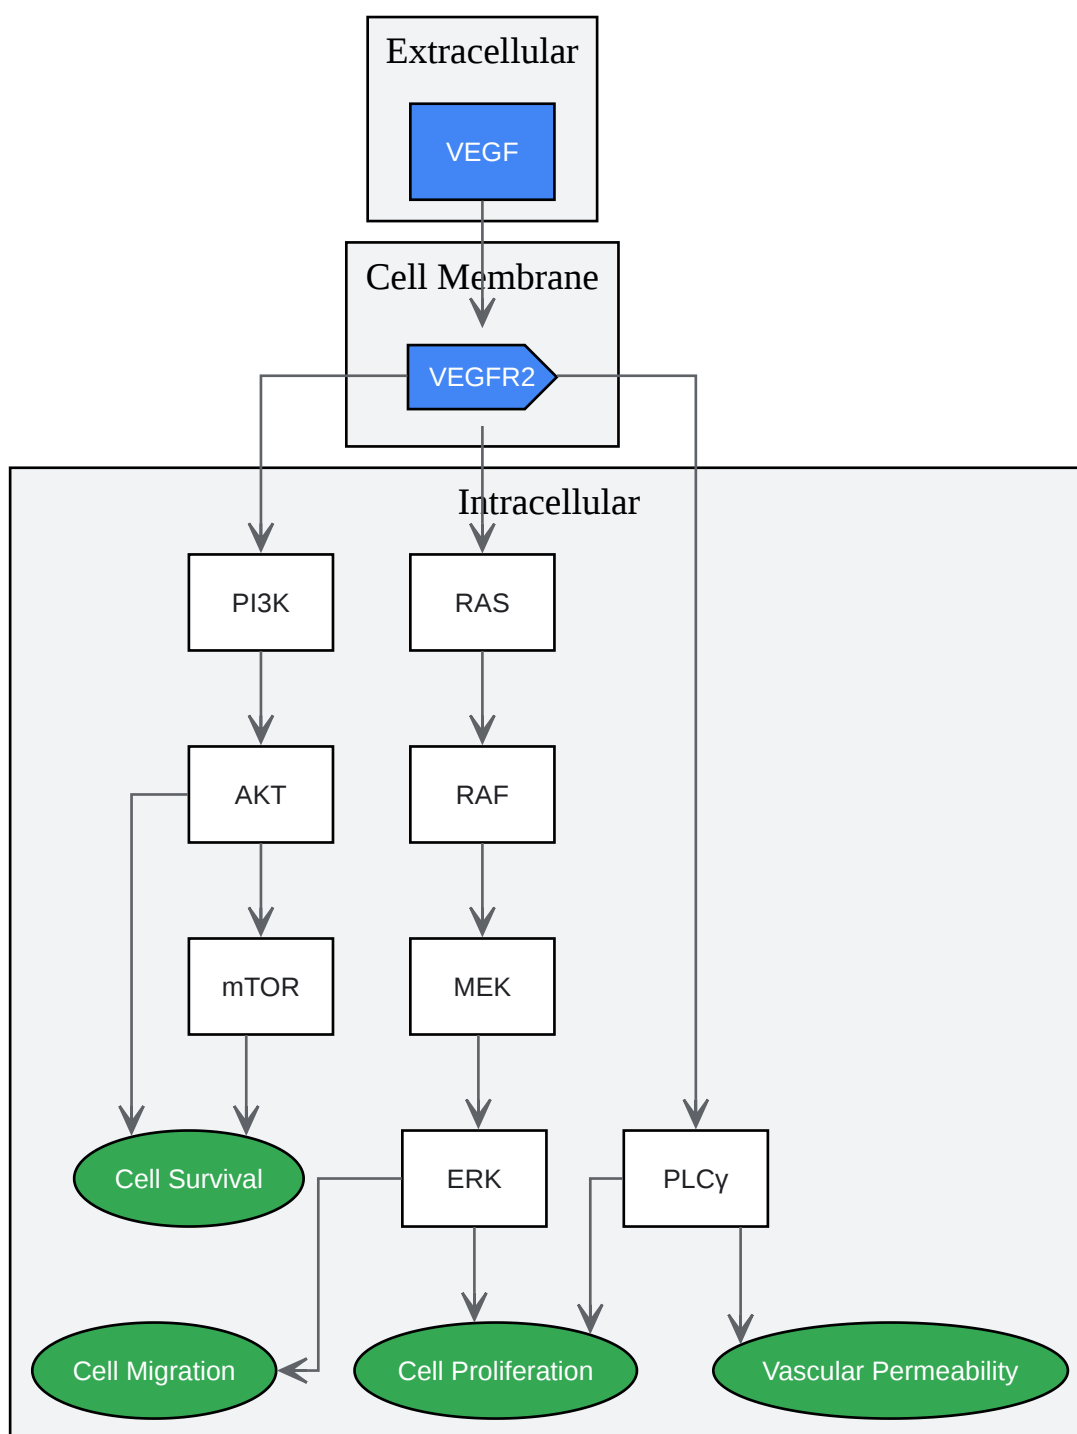 Extracellular
VEGF
Cell Membrane
VEGFR2
Intracellular
PI3K
RAS
AKT
RAF
mTOR
MEK
Cell Survival
ERK
PLCγ
Cell Migration
Cell Proliferation
Vascular Permeability